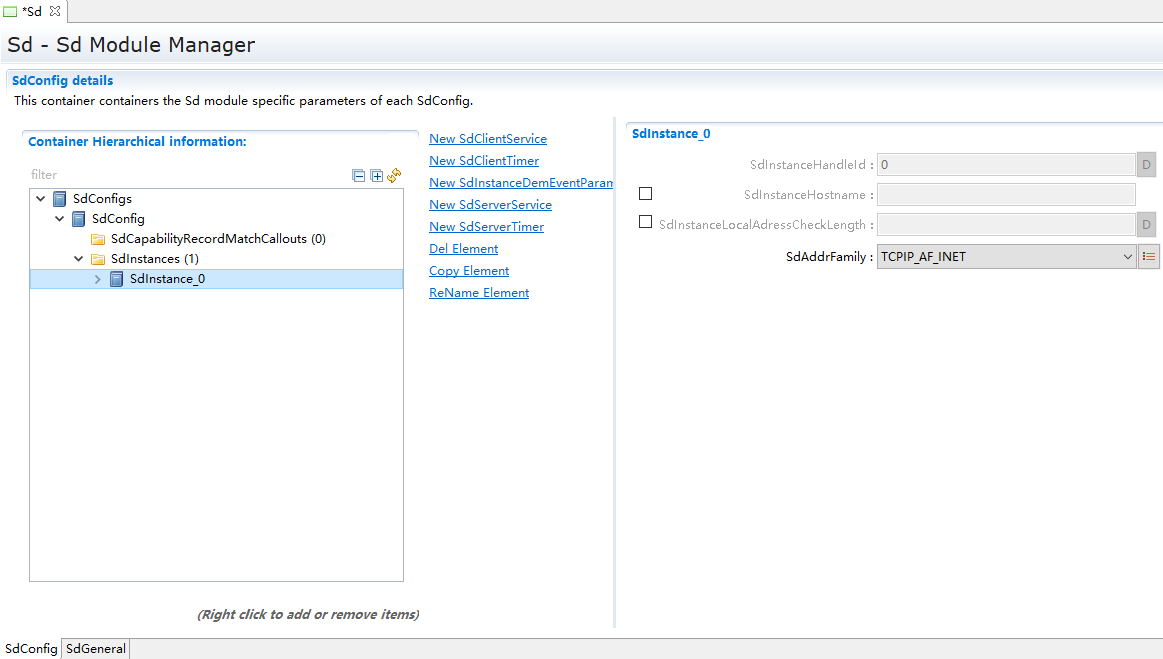 *Sd
Sd - Sd Module Manager
SdConfig details
This container containers the Sd module specific parameters of each SdConfig.
Container Hierarchical information:
filter
SdConfigs
SdConfig
SdCapabilityRecordMatchCallouts (0)
SdInstances (1)
SdInstance_0
New SdClientService
New SdClientTimer
New SdInstanceDemEventParam
New SdServerService
New SdServerTimer
Del Element
Copy Element
ReName Element
(Right click to add or remove items)
SdInstance_0
SdInstanceHandleId : 0 D
SdInstanceHostname :
SdInstanceLocalAdressCheckLength : D
SdAddrFamily : TCPIP_AF_INET
SdConfig SdGeneral